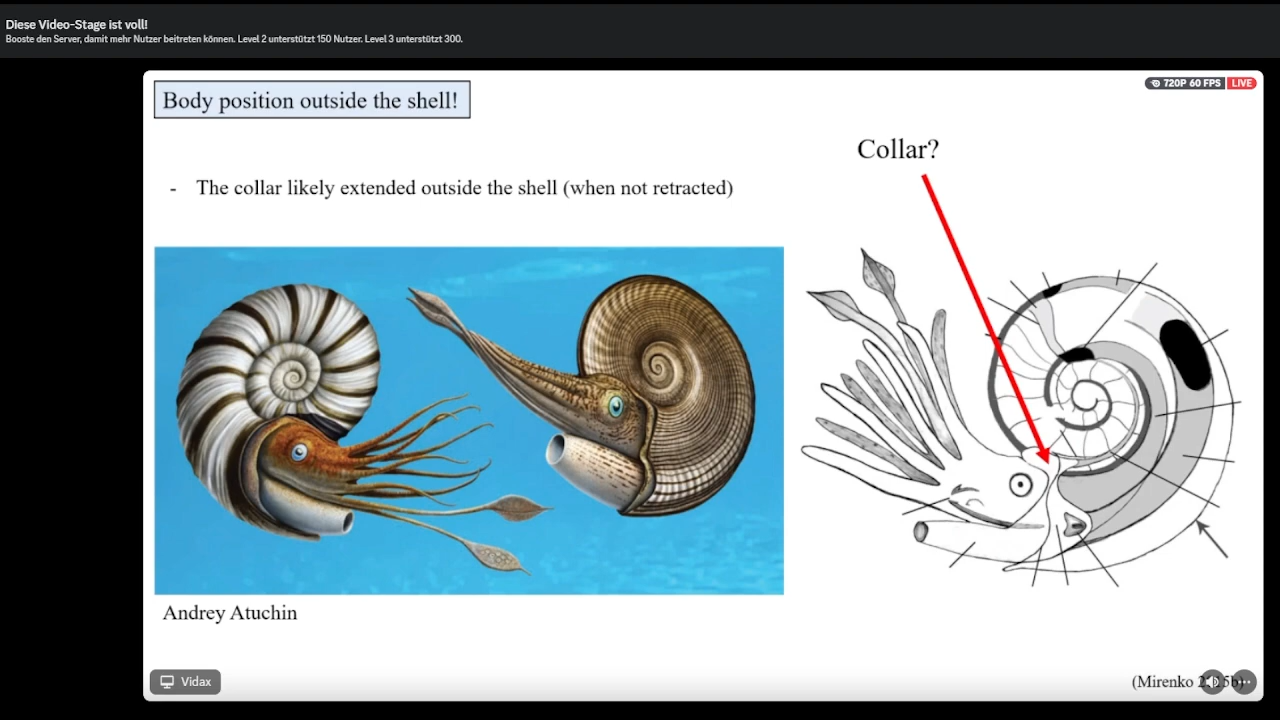 Diese Video-Stage ist voll!
Booste den Server, damit mehr Nutzer beitreten können. Level 2 unterstützt 150 Nutzer. Level 3 unterstützt 300.
720P 60 FPS LIVE
Body position outside the shell!
Collar?
- The collar likely extended outside the shell (when not retracted)
Andrey Atuchin
Vidax
(Mirenko